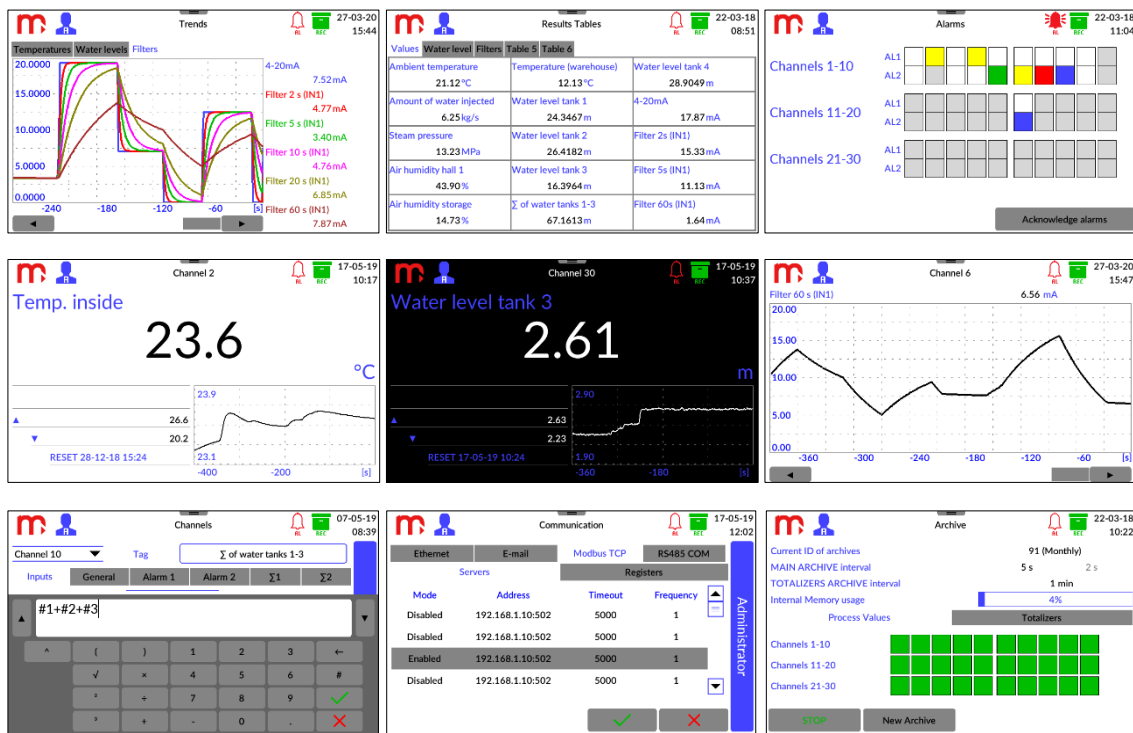 Trends
27-03-20
15:44
AL REC
Temperatures Water levels Filters
20.0000
15.0000
10.0000
5.0000
0.0000
-240 -180 -120 -60 [s]
4-20mA
7.52mA
Filter 2 s (IN1)
4.77mA
Filter 5 s (IN1)
3.40mA
Filter 10 s (IN1)
4.76mA
Filter 20 s (IN1)
6.85mA
Filter 60 s (IN1)
7.87mA
Results Tables
22-03-18
08:51
AL REC
Values Water level Filters Table 5 Table 6
Ambient temperature Temperature (warehouse) Water level tank 4
21.12°C 12.13°C 28.9049m
Amount of water injected Water level tank 1 4-20mA
6.25kg/s 24.3467m 17.87mA
Steam pressure Water level tank 2 Filter 2s (IN1)
13.23MPa 26.4182m 15.33mA
Air humidity hall 1 Water level tank 3 Filter 5s (IN1)
43.90% 16.3964m 11.13mA
Air humidity storage Σ of water tanks 1-3 Filter 60s (IN1)
14.73% 67.1613m 1.64mA
Alarms
22-03-18
11:04
AL REC
Channels 1-10 AL1
AL2
Channels 11-20 AL1
AL2
Channels 21-30 AL1
AL2
Acknowledge alarms
Channel 2
17-05-19
10:17
AL REC
Temp. inside
23.6
°C
26.6
20.2
RESET 28-12-18 15:24
23.9
23.1
-400 -200 [s]
Channel 30
17-05-19
10:37
AL REC
Water level tank 3
2.61
m
2.63
2.23
RESET 17-05-19 10:24
2.90
1.90
-360 -180 [s]
Channel 6
27-03-20
15:47
AL REC
Filter 60 s (IN1) 6.56 mA
20.00
15.00
10.00
5.00
0.00
-360 -300 -240 -180 -120 -60 [s]
Channels
07-05-19
08:39
AL REC
Channel 10 Tag Σ of water tanks 1-3
Inputs General Alarm 1 Alarm 2 Σ1 Σ2
#1+#2+#3
^ ( ) 1 2 3 ←
√ × 4 5 6 #
² ÷ 7 8 9
³ + - 0 .
Communication
17-05-19
12:02
AL REC
Ethernet E-mail Modbus TCP RS485 COM
Servers Registers
Mode Address Timeout Frequency
Disabled 192.168.1.10:502 5000 1
Disabled 192.168.1.10:502 5000 1
Enabled 192.168.1.10:502 5000 1
Disabled 192.168.1.10:502 5000 1
Administrator
Archive
22-03-18
10:22
AL REC
Current ID of archives 91 (Monthly)
MAIN ARCHIVE interval 5 s 2 s
TOTALIZERS ARCHIVE interval 1 min
Internal Memory usage 4%
Process Values Totalizers
Channels 1-10
Channels 11-20
Channels 21-30
STOP New Archive